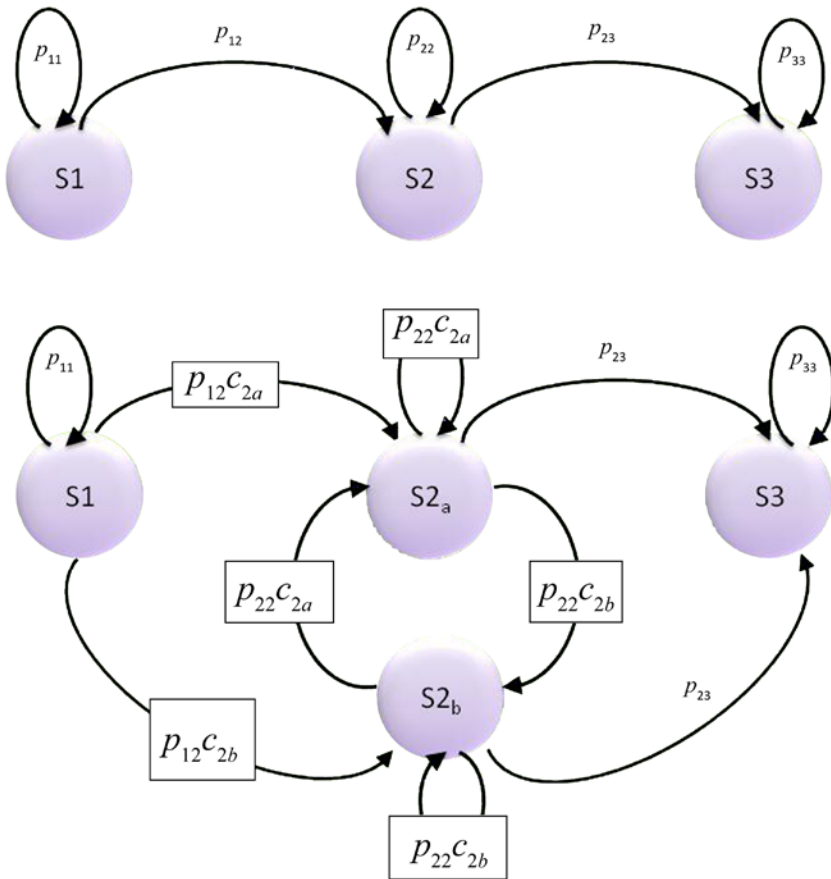 p₁₁ p₁₂ p₂₂ p₂₃ p₃₃
S1 S2 S3
p₁₁ p₁₂c₂ₐ p₂₂c₂ₐ p₂₃ p₃₃
S1 S2ₐ S3
p₂₂c₂ₐ p₂₂c₂b
S2b p₂₃
p₁₂c₂b
p₂₂c₂b